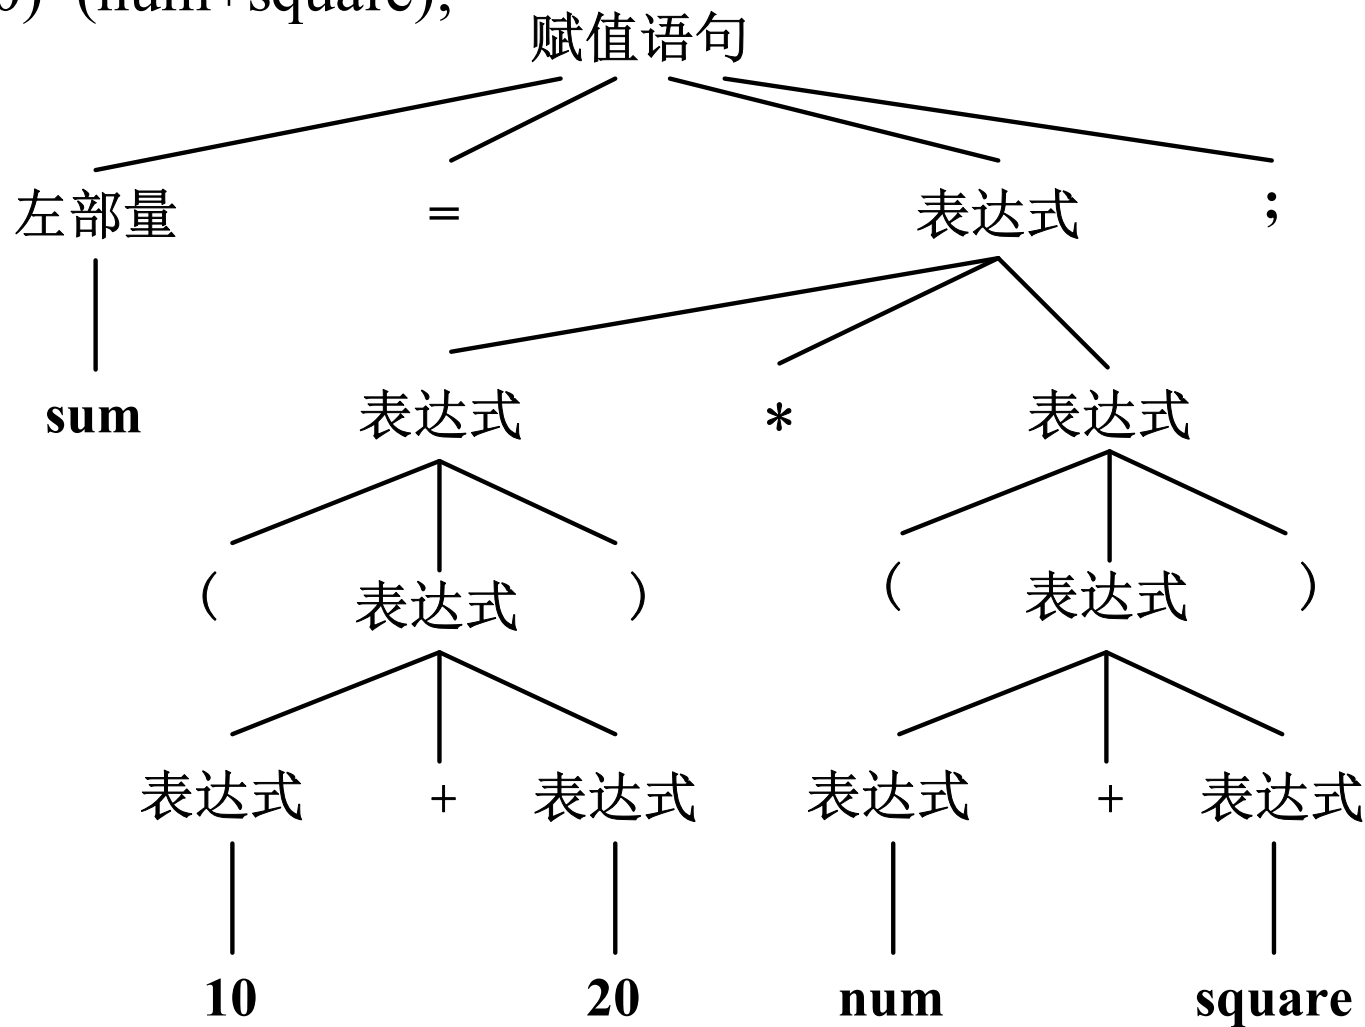 (num+square);
赋值语句
左部量 = 表达式 ;
sum 表达式 * 表达式
( 表达式 ) ( 表达式 )
表达式 + 表达式 表达式 + 表达式
10 20 num square